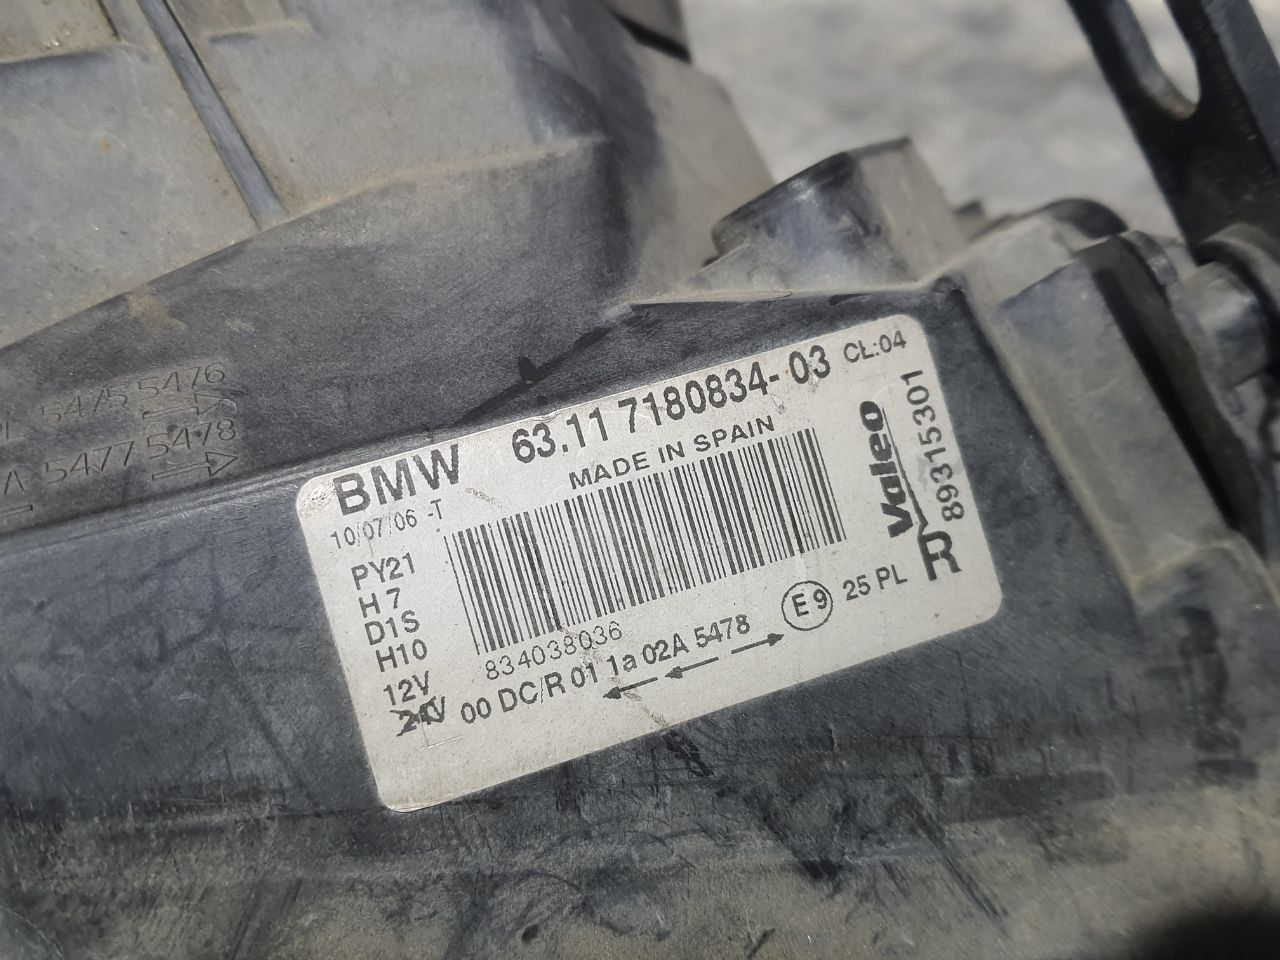 5475 5476
A 5477 5478
BMW 63.11 7180834-03 CL:04
MADE IN SPAIN
10/07/06 -T
PY21
H7
D1S
H10
12V
24V
834038036
00 DC/R 01 1a 02A 5478
E9 25 PL
Valeo
R
89315301